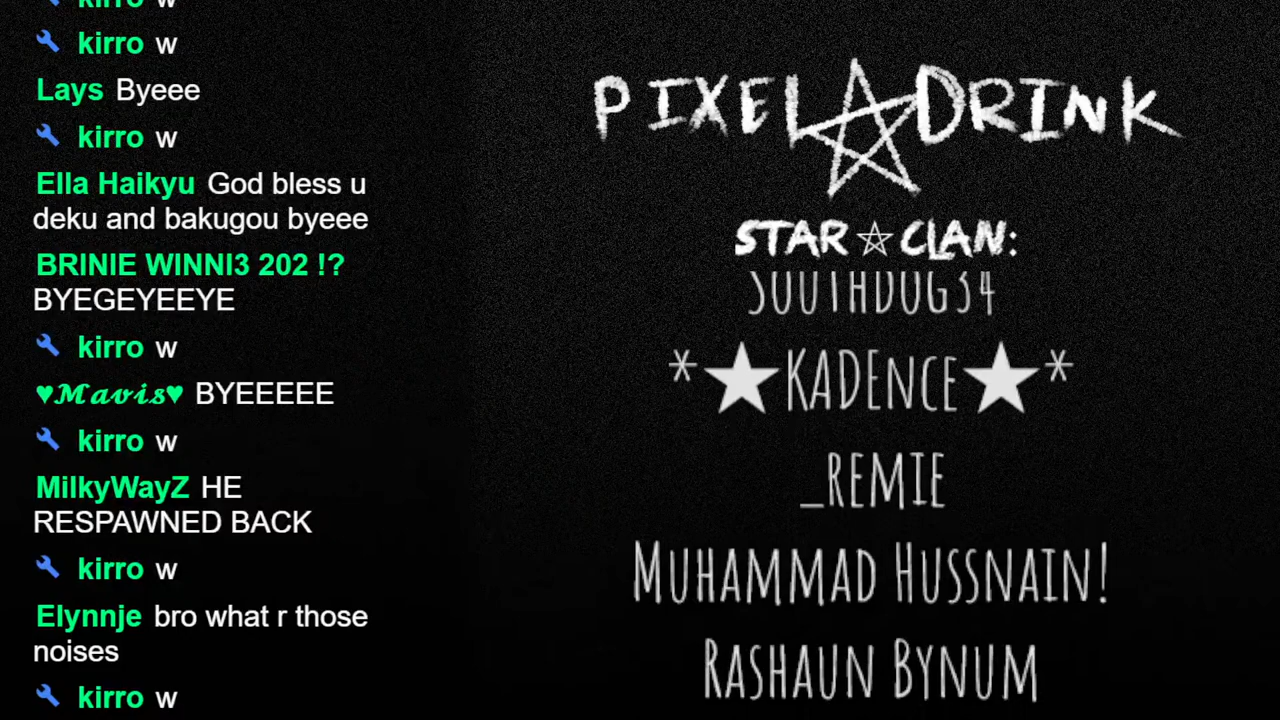 kirro w
kirro w
Lays Byeee
kirro w
Ella Haikyu God bless u
deku and bakugou byeee
BRINIE WINNI3 202 !?
BYEGEYEEYE
kirro w
♥𝓜𝓪𝓿𝓲𝓼♥ BYEEEEE
kirro w
MilkyWayZ HE
RESPAWNED BACK
kirro w
Elynnje bro what r those
noises
kirro w
PIXEL DRINK
STAR ☆ CLAN:
SOUTHDOG34
*★KADENCE★*
_REMIE
MUHAMMAD HUSSNAIN!
RASHAUN BYNUM